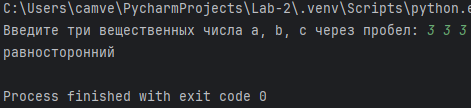 C:\Users\camve\PycharmProjects\Lab-2\.venv\Scripts\python.e
Введите три вещественных числа a, b, c через пробел: 3 3 3
равносторонний
Process finished with exit code 0